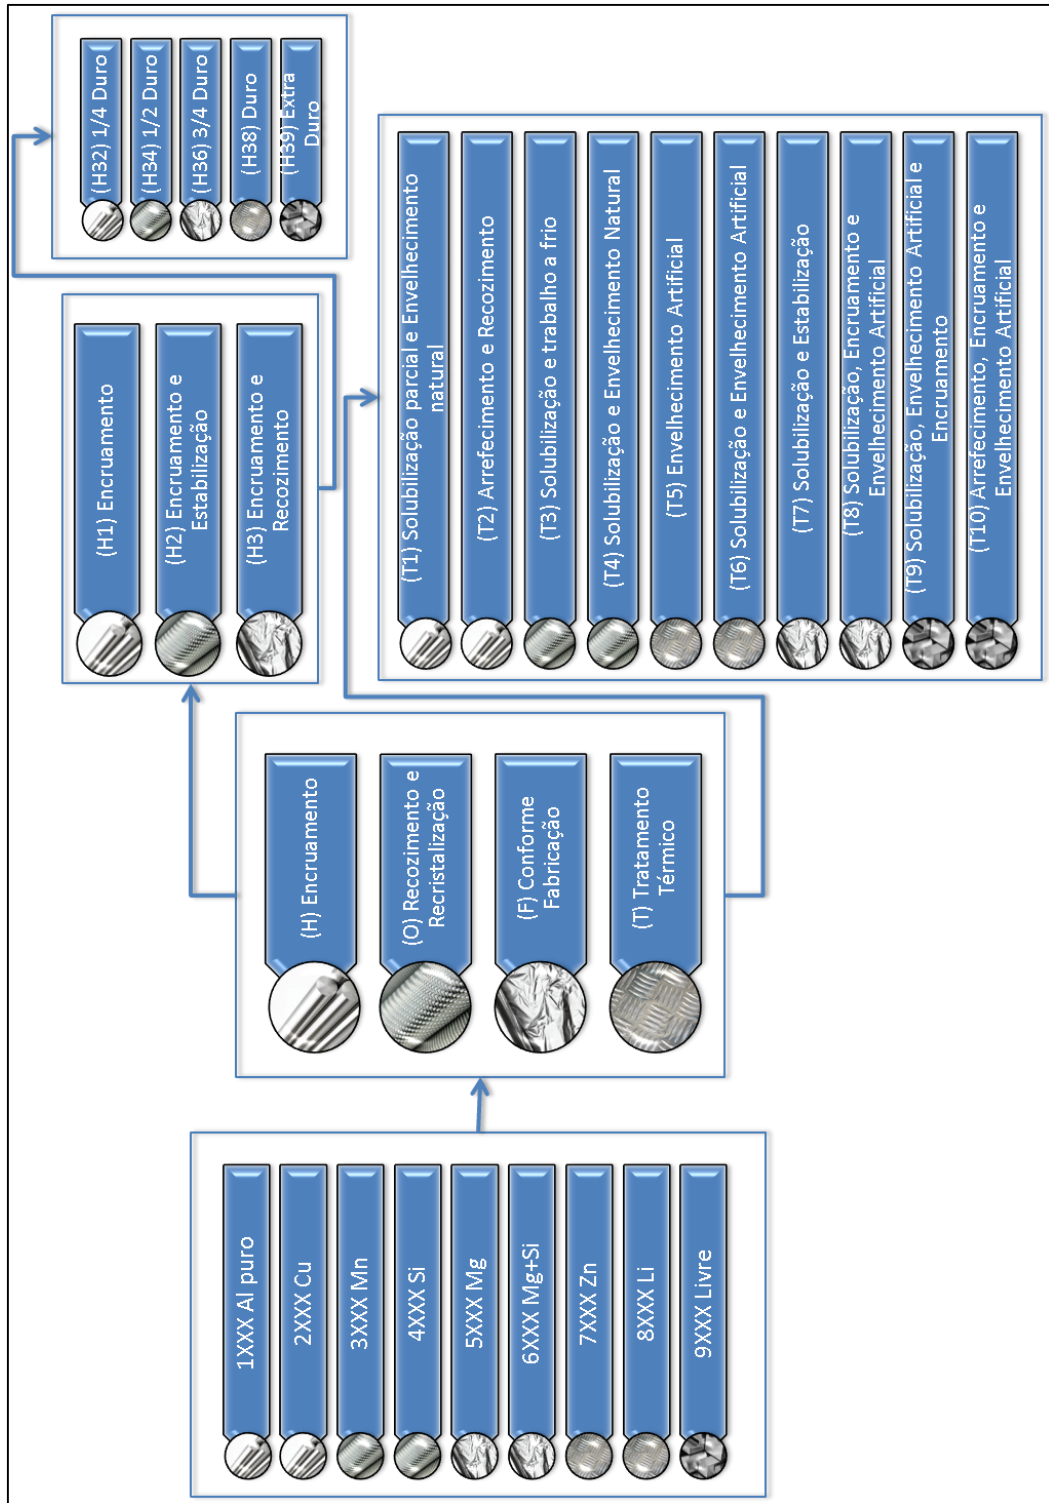 1XXX Al puro
2XXX Cu
3XXX Mn
4XXX Si
5XXX Mg
6XXX Mg+Si
7XXX Zn
8XXX Li
9XXX Livre
(H) Encruamento
(O) Recozimento e
Recristalização
(F) Conforme
Fabricação
(T) Tratamento
Térmico
(H1) Encruamento
(H2) Encruamento e
Estabilização
(H3) Encruamento e
Recozimento
(H32) 1/4 Duro
(H34) 1/2 Duro
(H36) 3/4 Duro
(H38) Duro
(H39) Extra
Duro
(T1) Solubilização parcial e Envelhecimento
natural
(T2) Arrefecimento e Recozimento
(T3) Solubilização e trabalho a frio
(T4) Solubilização e Envelhecimento Natural
(T5) Envelhecimento Artificial
(T6) Solubilização e Envelhecimento Artificial
(T7) Solubilização e Estabilização
(T8) Solubilização, Encruamento e
Envelhecimento Artificial
(T9) Solubilização, Envelhecimento Artificial e
Encruamento
(T10) Arrefecimento, Encruamento e
Envelhecimento Artificial